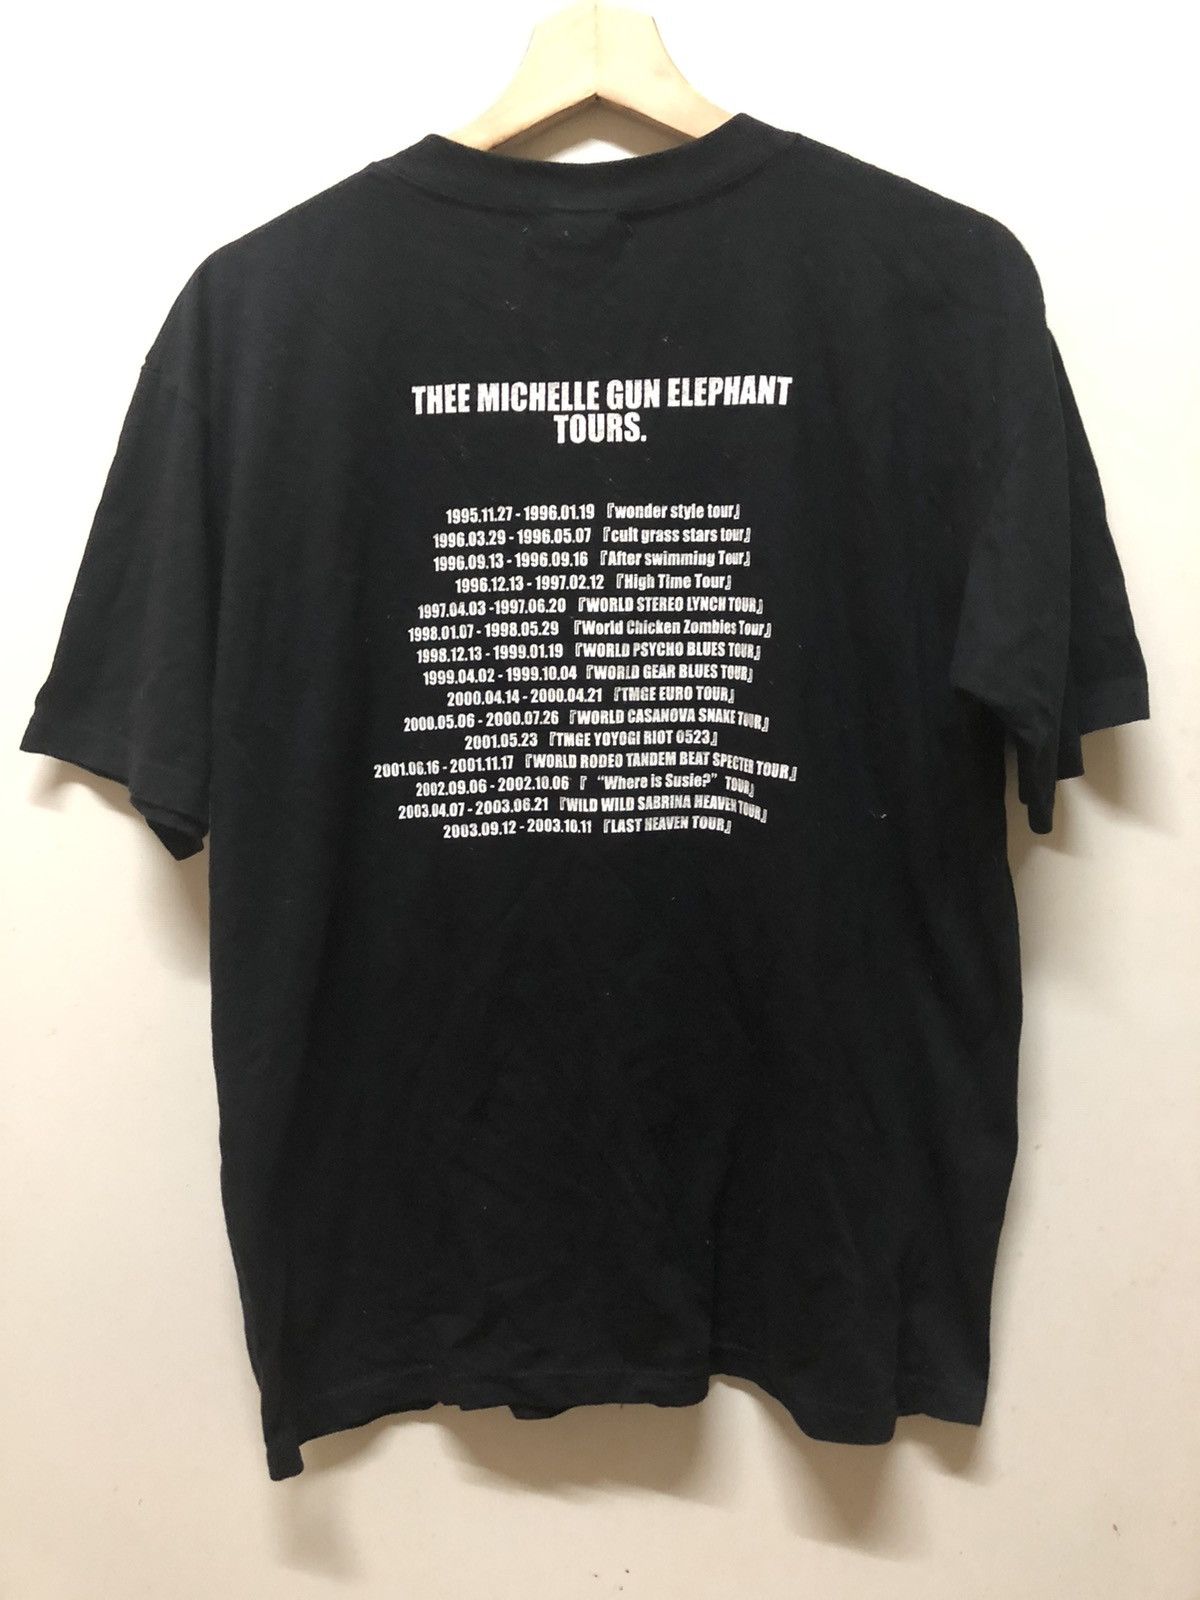 THEE MICHELLE GUN ELEPHANT
TOURS.
1995.11.27 - 1996.01.19 『wonder style tour』
1996.03.29 - 1996.05.07 『cult grass stars tour』
1996.09.13 - 1996.09.16 『After swimming Tour』
1996.12.13 - 1997.02.12 『High Time Tour』
1997.04.03 -1997.06.20 『WORLD STEREO LYNCH TOUR』
1998.01.07 - 1998.05.29 『World Chicken Zombies Tour』
1998.12.13 - 1999.01.19 『WORLD PSYCHO BLUES TOUR』
1999.04.02 - 1999.10.04 『WORLD GEAR BLUES TOUR』
2000.04.14 - 2000.04.21 『TMGE EURO TOUR』
2000.05.06 - 2000.07.26 『WORLD CASANOVA SNAKE TOUR』
2001.05.23 『TMGE YOYOGI RIOT 0523』
2001.06.16 - 2001.11.17 『WORLD RODEO TANDEM BEAT SPECTER TOUR』
2002.09.06 - 2002.10.06 『 “Where is Susie?” TOUR』
2003.04.07 - 2003.06.21 『WILD WILD SABRINA HEAVEN TOUR』
2003.09.12 - 2003.10.11 『LAST HEAVEN TOUR』